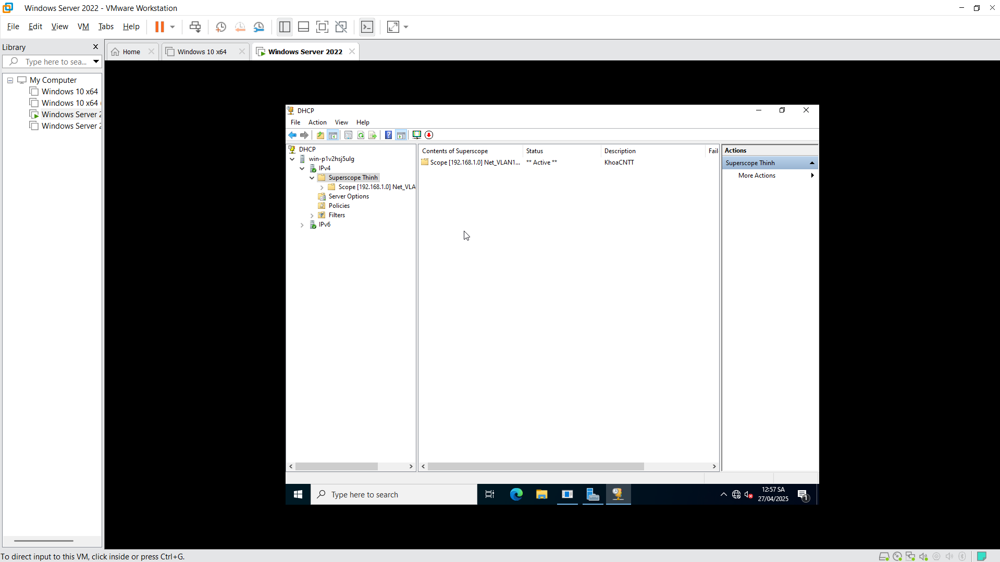 Windows Server 2022 - VMware Workstation
File Edit View VM Tabs Help
Library
Home
Windows 10 x64
Windows Server 2022
Type here to sea...
My Computer
Windows 10 x64
Windows 10 x64
Windows Server 2
Windows Server 2
DHCP
File Action View Help
DHCP
win-p1v2hsj5ulg
IPv4
Superscope Thinh
Scope [192.168.1.0] Net_VLA
Server Options
Policies
Filters
IPv6
Contents of Superscope Status Description Fail
Scope [192.168.1.0] Net_VLAN1... ** Active ** KhoaCNTT
Actions
Superscope Thinh
More Actions
Type here to search
12:57 SA
27/04/2025
1
To direct input to this VM, click inside or press Ctrl+G.